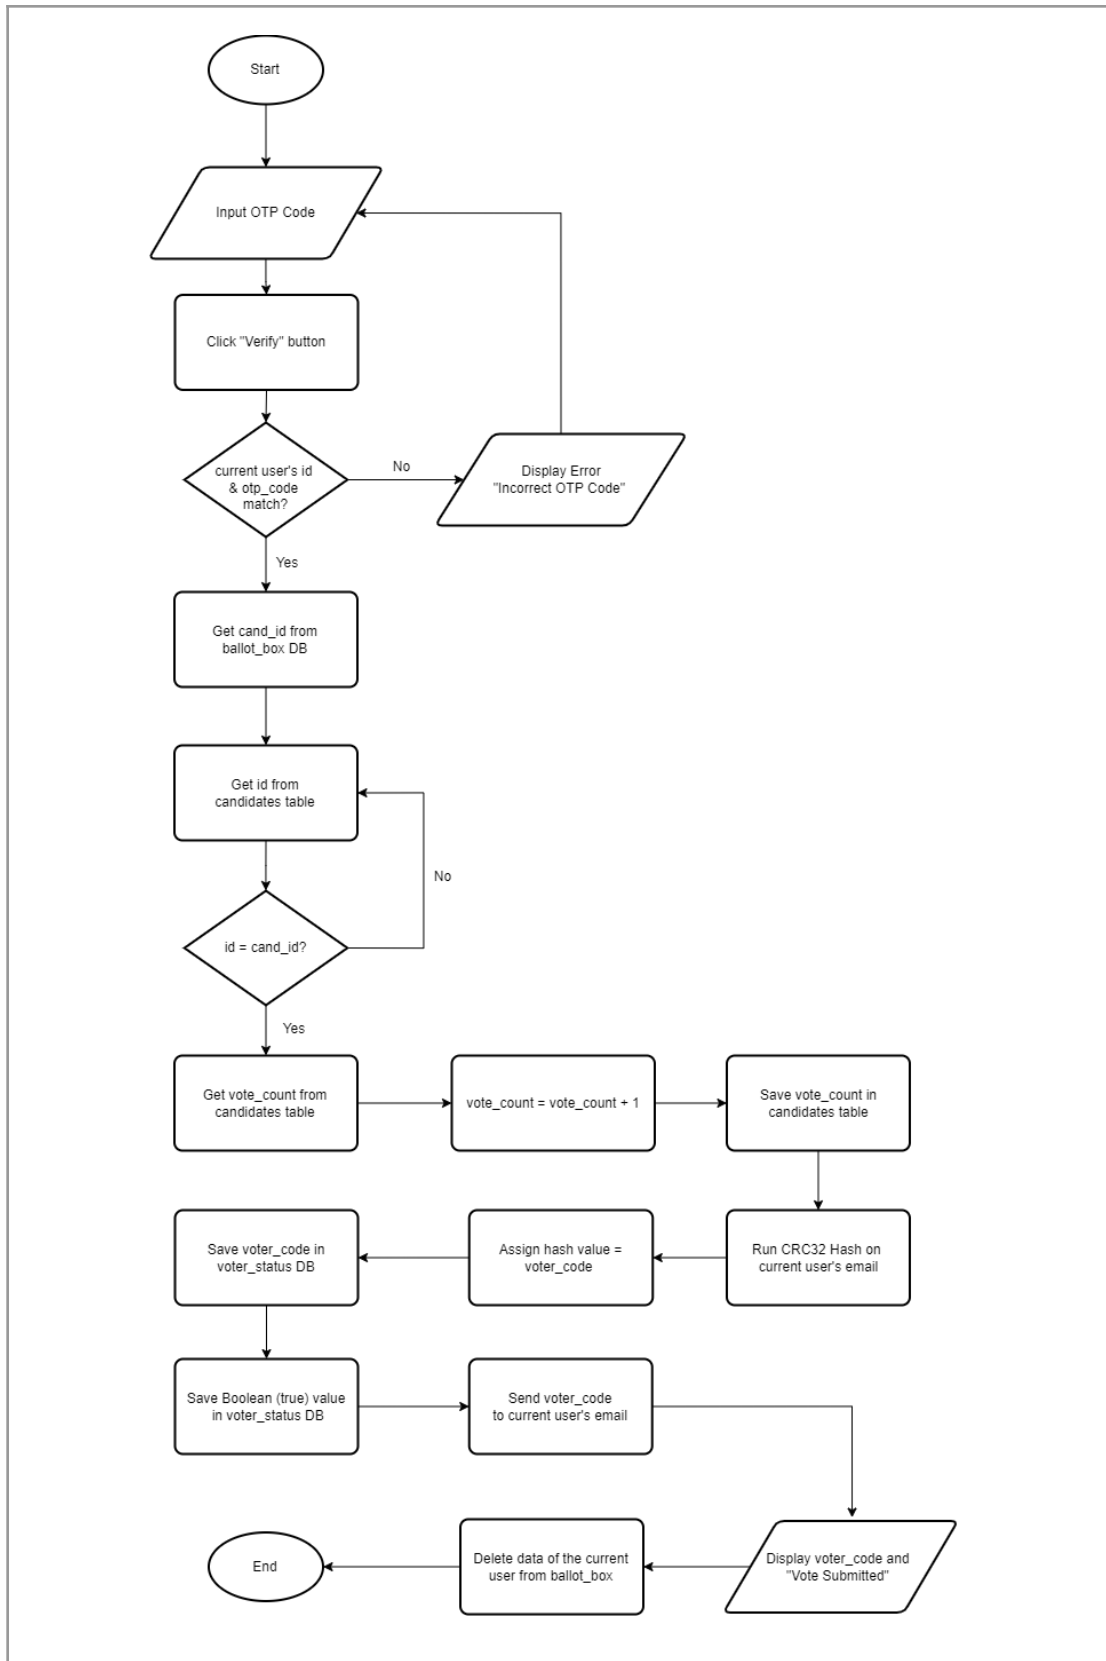 Start
Input OTP Code
Click "Verify" button
current user's id
& otp_code
match?
No
Display Error
"Incorrect OTP Code"
Yes
Get cand_id from
ballot_box DB
Get id from
candidates table
No
id = cand_id?
Yes
Get vote_count from
candidates table
vote_count = vote_count + 1
Save vote_count in
candidates table
Run CRC32 Hash on
current user's email
Assign hash value =
voter_code
Save voter_code in
voter_status DB
Save Boolean (true) value
in voter_status DB
Send voter_code
to current user's email
Display voter_code and
"Vote Submitted"
Delete data of the current
user from ballot_box
End